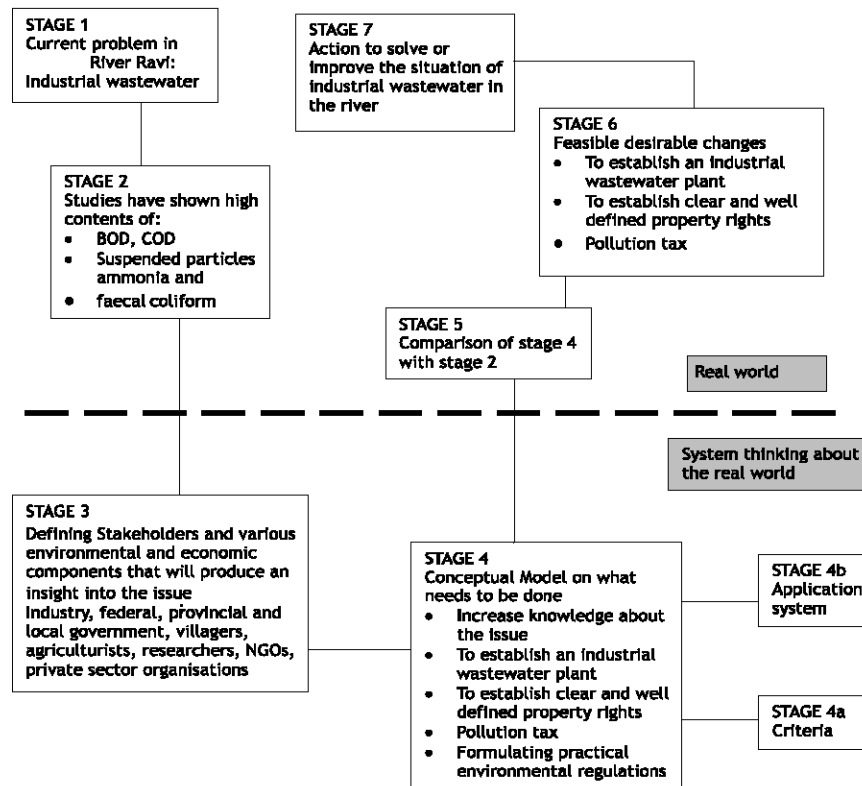 STAGE 1
Current problem in
River Ravi:
Industrial wastewater
STAGE 7
Action to solve or
improve the situation of
industrial wastewater in
the river
STAGE 2
Studies have shown high
contents of:
• BOD, COD
• Suspended particles
ammonia and
• faecal coliform
STAGE 6
Feasible desirable changes
• To establish an industrial
wastewater plant
• To establish clear and well
defined property rights
• Pollution tax
STAGE 5
Comparison of stage 4
with stage 2
Real world
System thinking about
the real world
STAGE 3
Defining Stakeholders and various
environmental and economic
components that will produce an
insight into the issue
Industry, federal, provincial and
local government, villagers,
agriculturists, researchers, NGOs,
private sector organisations
STAGE 4
Conceptual Model on what
needs to be done
• Increase knowledge about
the issue
• To establish an industrial
wastewater plant
• To establish clear and well
defined property rights
• Pollution tax
• Formulating practical
environmental regulations
STAGE 4b
Application
system
STAGE 4a
Criteria